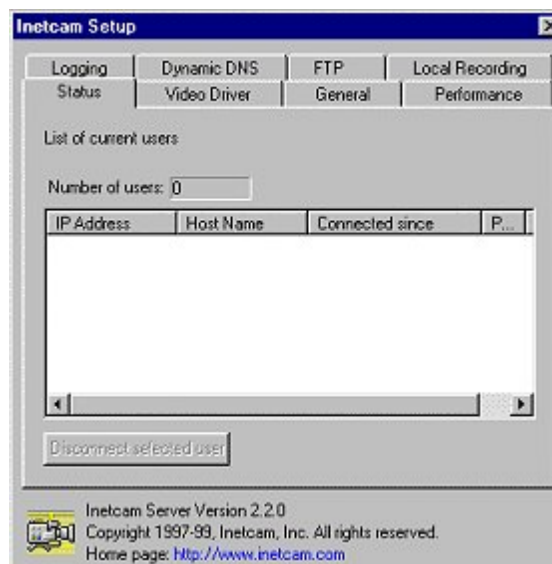 Inetcam Setup
Logging Dynamic DNS FTP Local Recording
Status Video Driver General Performance
List of current users
Number of users: 0
IP Address Host Name Connected since P...
Disconnect selected user
Inetcam Server Version 2.2.0
Copyright 1997-99, Inetcam, Inc. All rights reserved.
Home page: http://www.inetcam.com